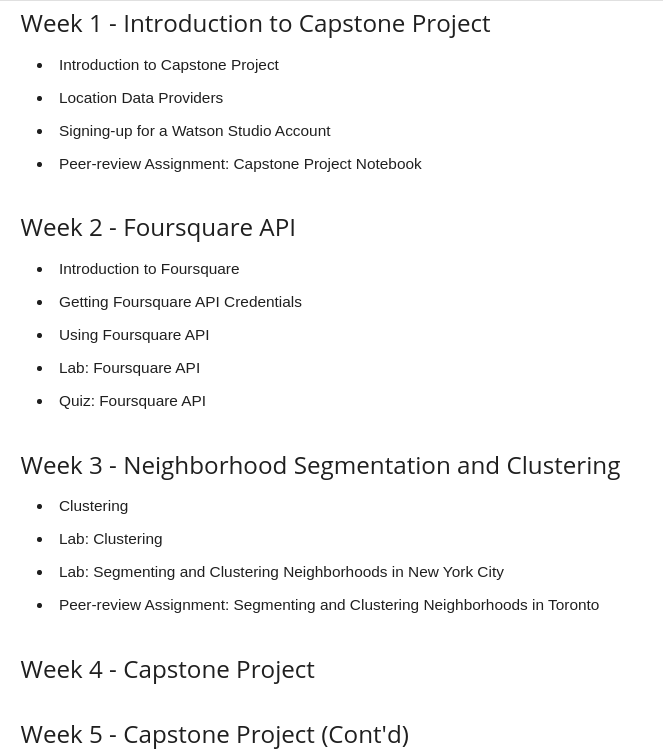 Week 1 - Introduction to Capstone Project
Introduction to Capstone Project
Location Data Providers
Signing-up for a Watson Studio Account
Peer-review Assignment: Capstone Project Notebook
Week 2 - Foursquare API
Introduction to Foursquare
Getting Foursquare API Credentials
Using Foursquare API
Lab: Foursquare API
Quiz: Foursquare API
Week 3 - Neighborhood Segmentation and Clustering
Clustering
Lab: Clustering
Lab: Segmenting and Clustering Neighborhoods in New York City
Peer-review Assignment: Segmenting and Clustering Neighborhoods in Toronto
Week 4 - Capstone Project
Week 5 - Capstone Project (Cont'd)